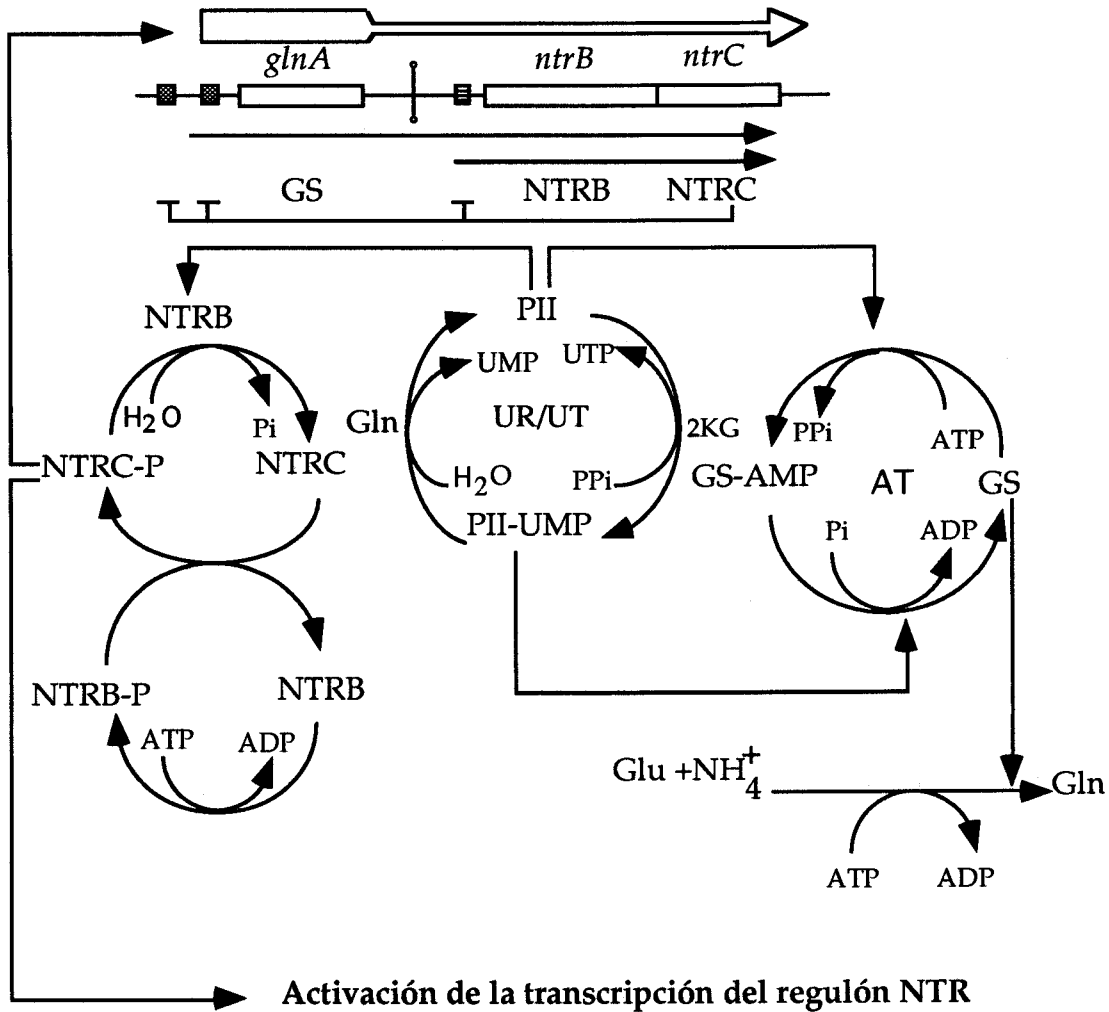 glnA ntrB ntrC
GS NTRB NTRC
PII
NTRB
UMP UTP
H2O Pi
Gln UR/UT 2KG PPi ATP
NTRC-P NTRC
H2O PPi GS-AMP AT GS
PII-UMP
Pi ADP
NTRB-P NTRB
ATP ADP
Glu +NH4+ Gln
ATP ADP
Activación de la transcripción del regulón NTR